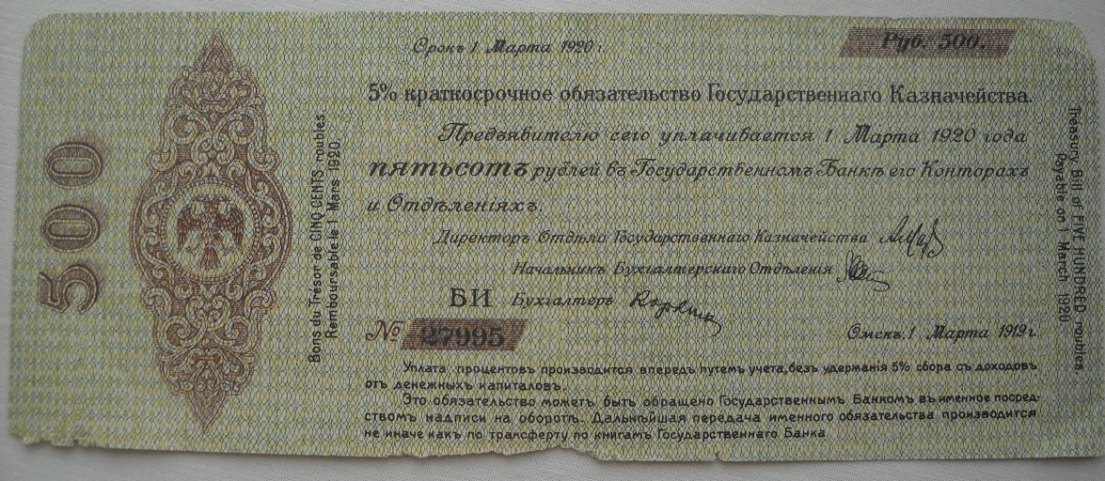 500
Bons du Tresor de CINQ CENTS roubles
Remboursable le 1 Mars 1920
Срокъ 1 Марта 1920 г.
Руб. 500.
5% краткосрочное обязательство Государственнаго Казначейства.
Предъявителю сего уплачивается 1 Марта 1920 года
пятьсотъ рублей въ Государственномъ Банкѣ его Конторахъ
и Отдѣленіяхъ.
Директоръ Отдѣла Государственнаго Казначейства
Начальникъ Бухгалтерскаго Отдѣленія
БИ Бухгалтеръ
№ 27995
Омскъ, 1 Марта 1919 г.
Уплата процентовъ производится впередъ путемъ учета, безъ удержанія 5% сбора съ доходовъ
отъ денежныхъ капиталовъ.
Это обязательство можетъ быть обращено Государственнымъ Банкомъ въ именное посред-
ствомъ надписи на оборотѣ. Дальнѣйшая передача именного обязательства производится
не иначе какъ по трансферту по книгамъ Государственнаго Банка
Treasury Bill of FIVE HUNDRED roubles
Payable on 1 March 1920.